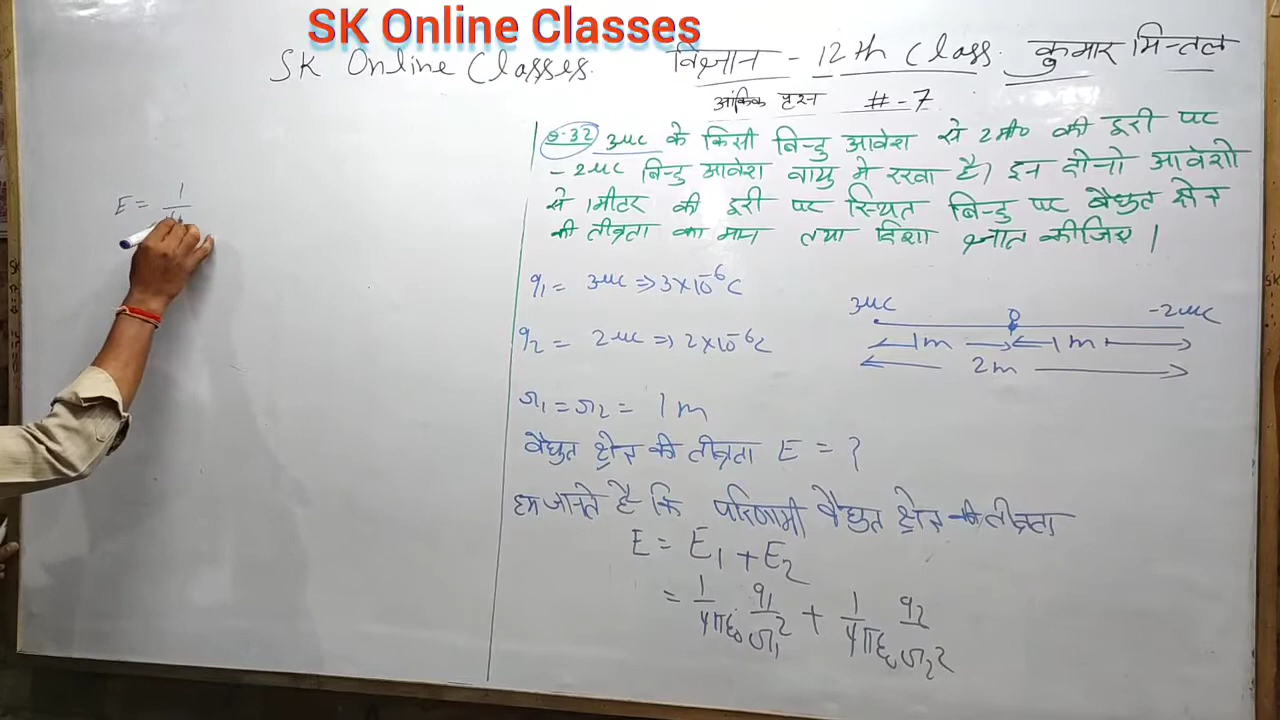 SK Online Classes
SK Online Classes. विज्ञान - 12th Class. कुमार मित्तल
आंकिक प्रश्न #-7
Q-32 3μC के किसी बिन्दु आवेश से 2मी० की दूरी पर
-2μC बिन्दु आवेश वायु मे रखा है। इन दोनो आवेशो
से 1मीटर की दूरी पर स्थित बिन्दु पर वैद्युत क्षेत्र
की तीव्रता का मान तथा दिशा ज्ञात कीजिए।
E = 1
q₁ = 3μC ⇒ 3×10⁻⁶C
3μC P -2μC
q₂ = 2μC ⇒ 2×10⁻⁶C
1m 1m
2m
r₁ = r₂ = 1m
वैद्युत क्षेत्र की तीव्रता E = ?
हम जानते है कि परिणामी वैद्युत क्षेत्र की तीव्रता
E = E₁ + E₂
= 1/4πε₀ q₁/r₁² + 1/4πε₀ q₂/r₂²